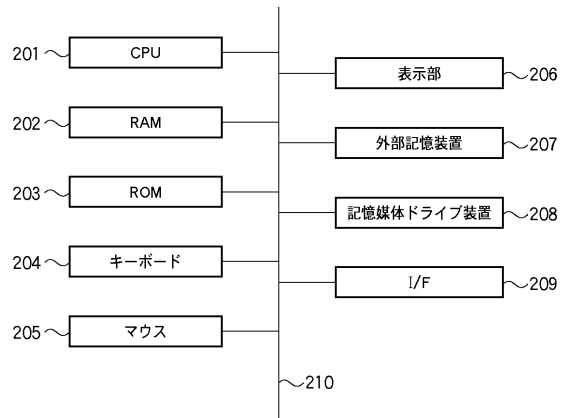 201 CPU
202 RAM
203 ROM
204 キーボード
205 マウス
表示部 206
外部記憶装置 207
記憶媒体ドライブ装置 208
I/F 209
210